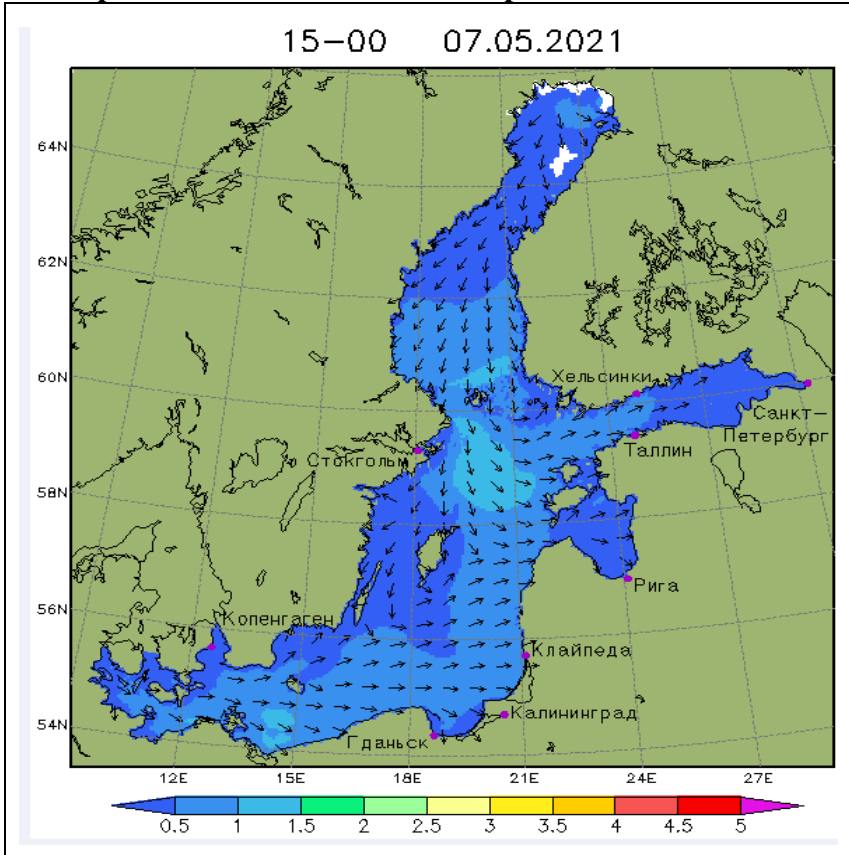 15-00 07.05.2021
64N
62N
60N
58N
56N
54N
Хельсинки
Санкт-
Петербург
Таллин
Стокгольм
Рига
Копенгаген
Клайпеда
Калининград
Гданьск
12E 15E 18E 21E 24E 27E
0.5 1 1.5 2 2.5 3 3.5 4 4.5 5